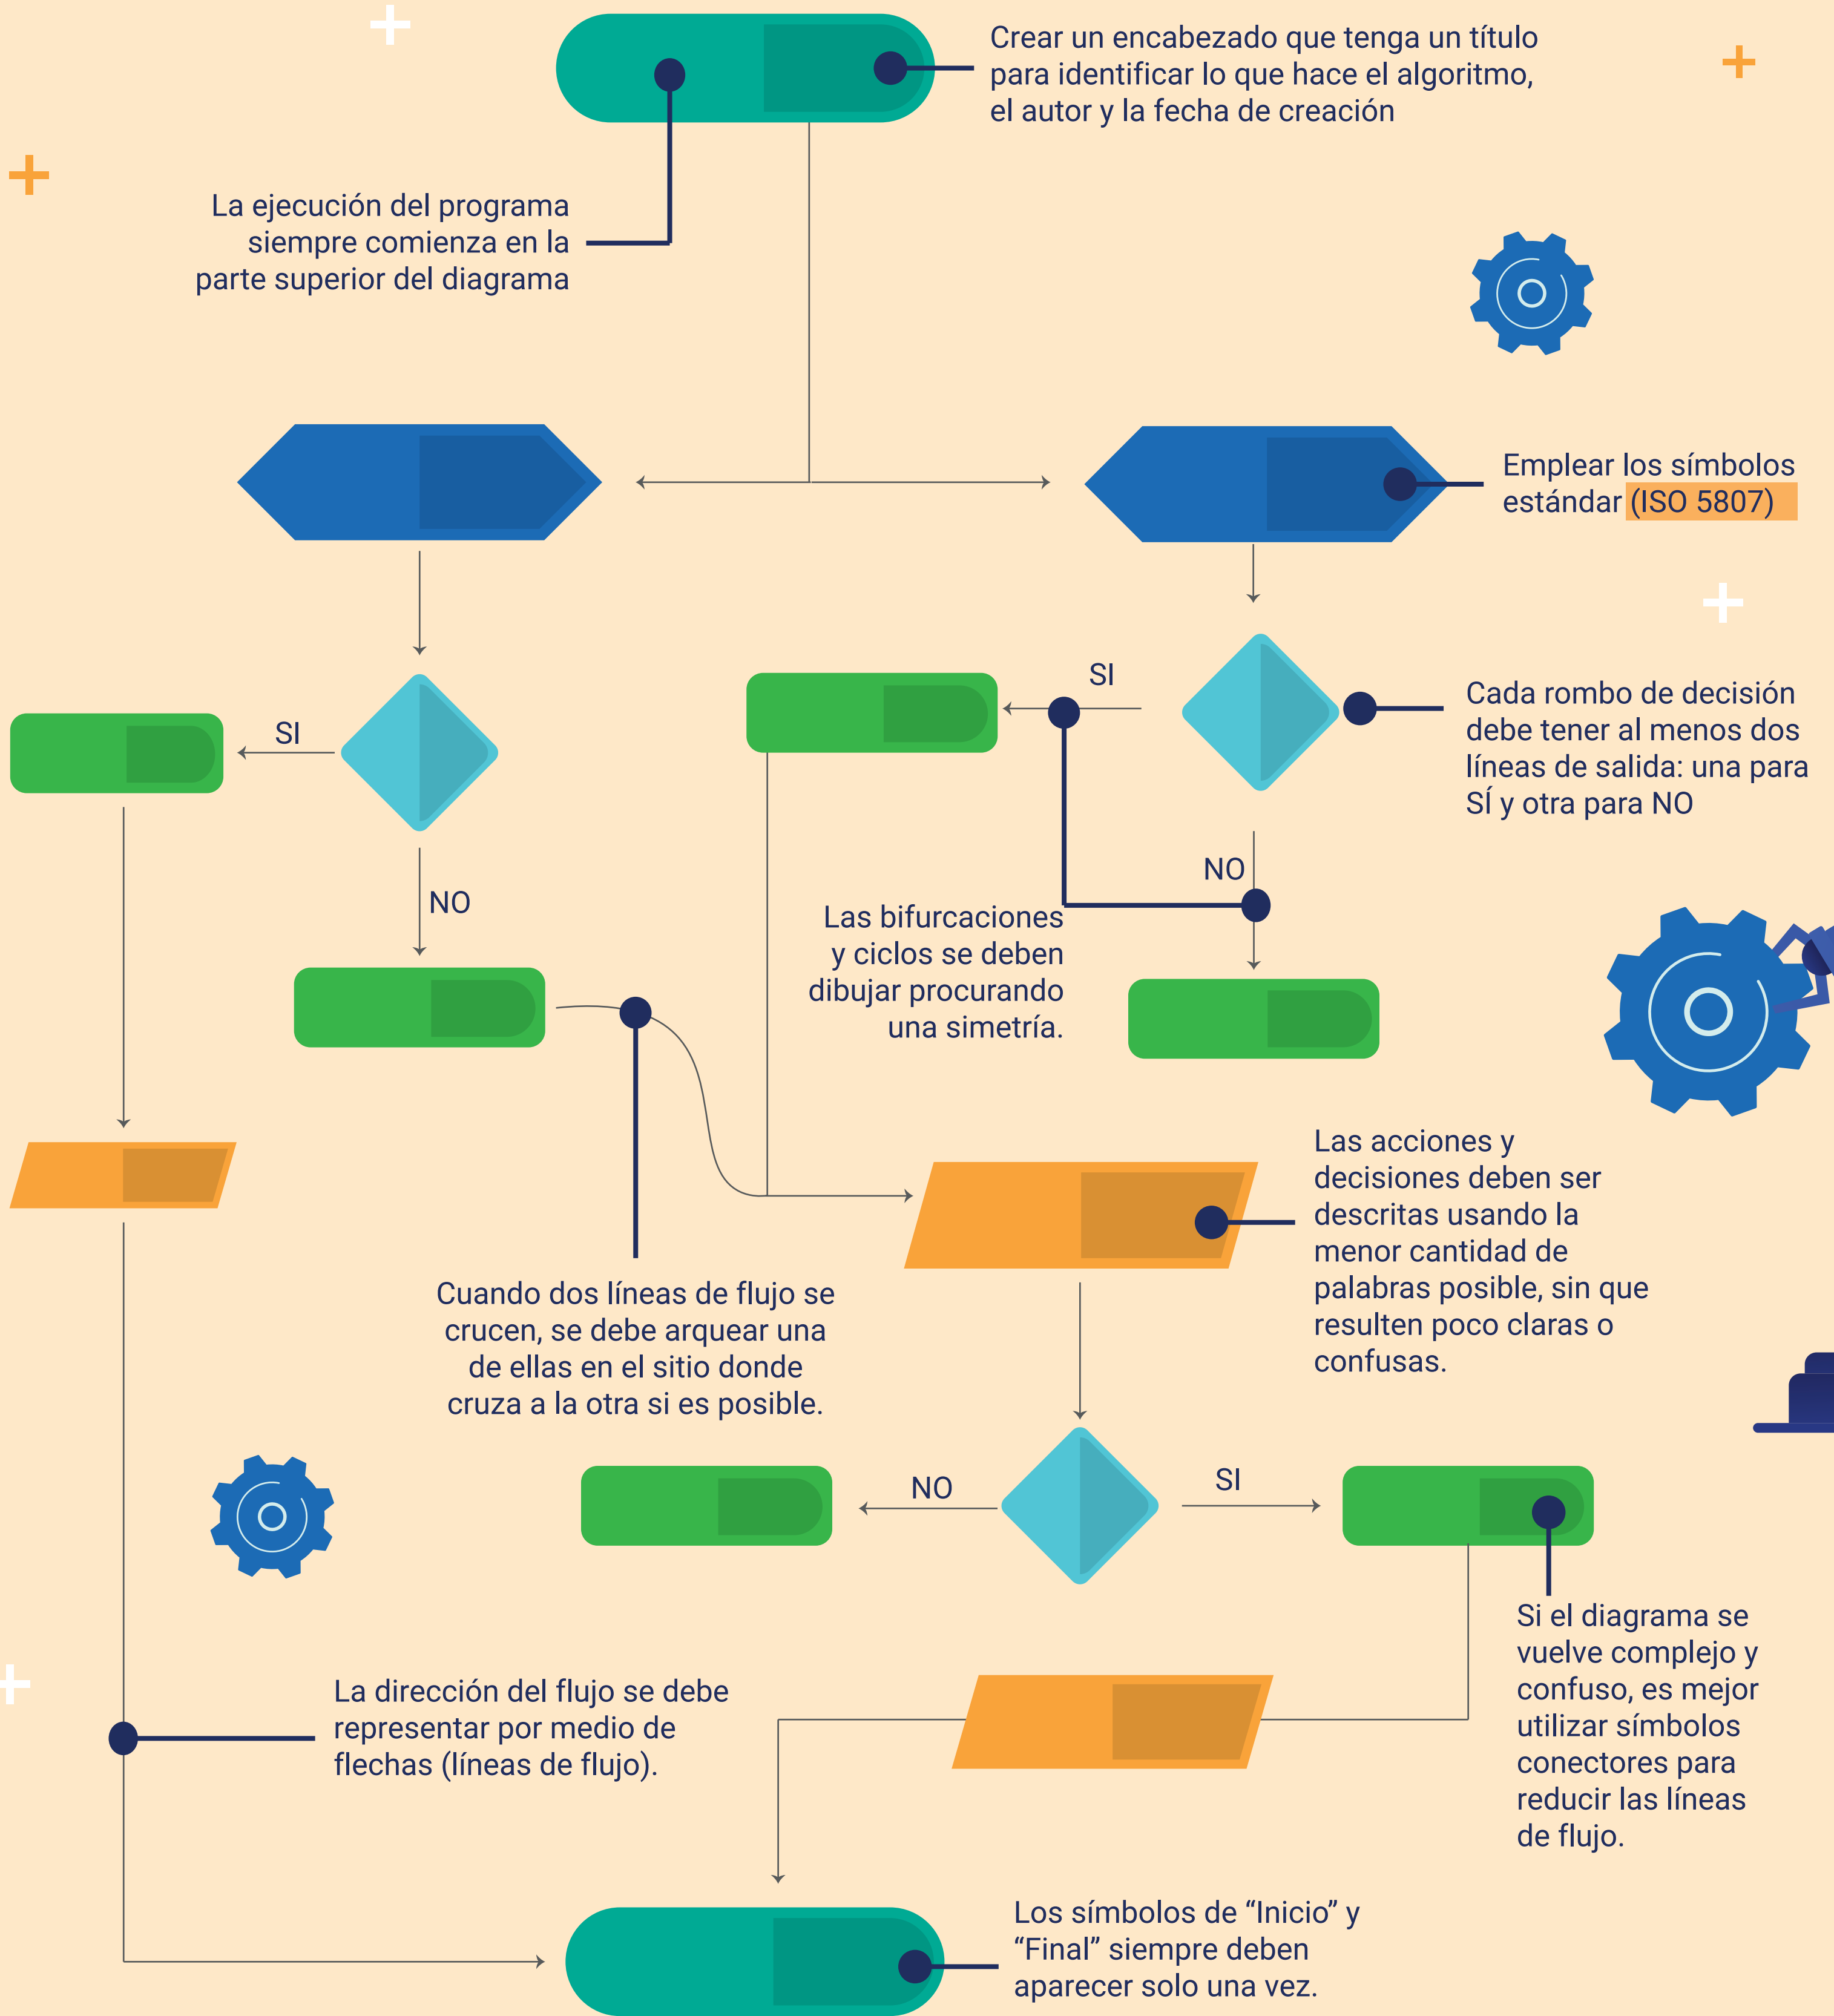 Crear un encabezado que tenga un título
para identificar lo que hace el algoritmo,
el autor y la fecha de creación
La ejecución del programa
siempre comienza en la
parte superior del diagrama
Emplear los símbolos
estándar (ISO 5807)
SI
Cada rombo de decisión
debe tener al menos dos
líneas de salida: una para
SÍ y otra para NO
SI
NO
NO
Las bifurcaciones
y ciclos se deben
dibujar procurando
una simetría.
Las acciones y
decisiones deben ser
descritas usando la
menor cantidad de
palabras posible, sin que
resulten poco claras o
confusas.
Cuando dos líneas de flujo se
crucen, se debe arquear una
de ellas en el sitio donde
cruza a la otra si es posible.
NO
SI
Si el diagrama se
vuelve complejo y
confuso, es mejor
utilizar símbolos
conectores para
reducir las líneas
de flujo.
La dirección del flujo se debe
representar por medio de
flechas (líneas de flujo).
Los símbolos de “Inicio” y
“Final” siempre deben
aparecer solo una vez.